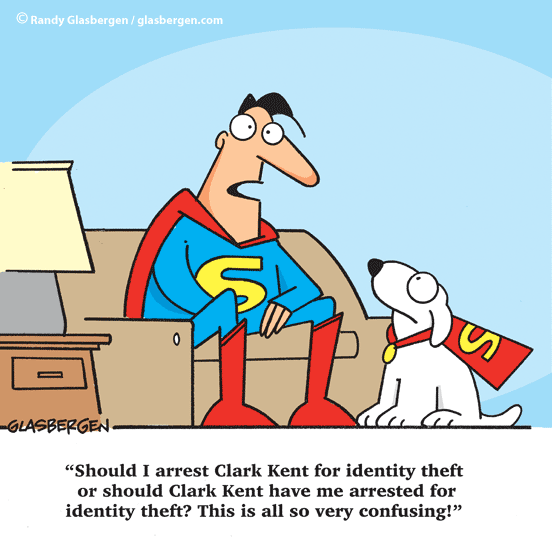 © Randy Glasbergen / glasbergen.com
S
S
GLASBERGEN
“Should I arrest Clark Kent for identity theft
or should Clark Kent have me arrested for
identity theft? This is all so very confusing!”